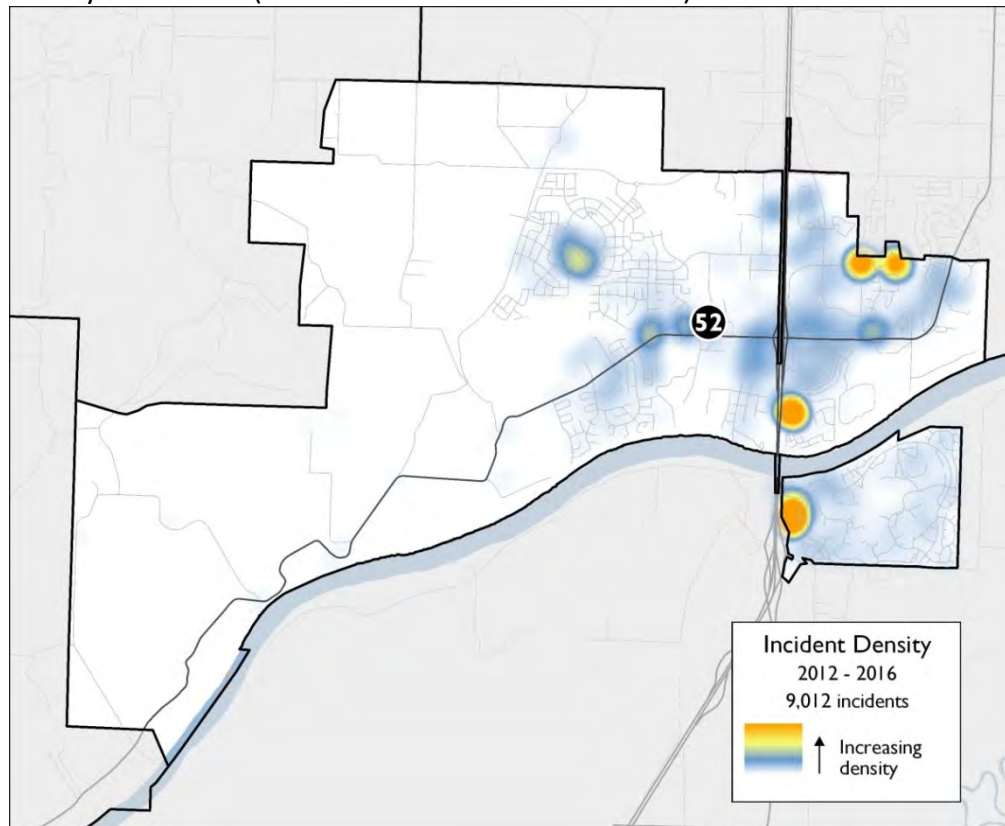 52
Incident Density
2012 - 2016
9,012 incidents
Increasing
density